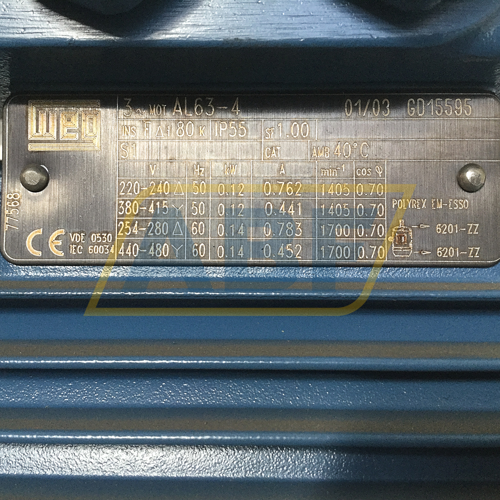 WEG 3~ MOT AL63-4 01/03 GD15595
INS F Δt 80 K IP55 SF 1.00
S1 CAT. AMB 40°C
V Hz kW A min⁻¹ cos φ
220-240 Δ 50 0.12 0.762 1405 0.70
380-415 Y 50 0.12 0.441 1405 0.70
254-280 Δ 60 0.14 0.783 1700 0.70
440-480 Y 60 0.14 0.452 1700 0.70
POLYREX EM-ESSO
6201-ZZ
6201-ZZ
CE VDE 0530
IEC 60034
77568